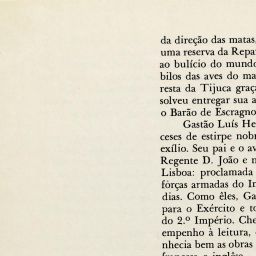 da direção das matas,
uma reserva da Repa
ao bulício do mundo
bilos das aves do ma
resta da Tijuca graç
solveu entregar sua a
o Barão de Escragno
Gastão Luís He
ceses de estirpe nobr
exílio. Seu pai e o av
Regente D. João e n
Lisboa: proclamada
fôrças armadas do In
dias. Como êles, Ga
para o Exército e to
do 2.º Império. Che
empenho à leitura,
nhecia bem as obras